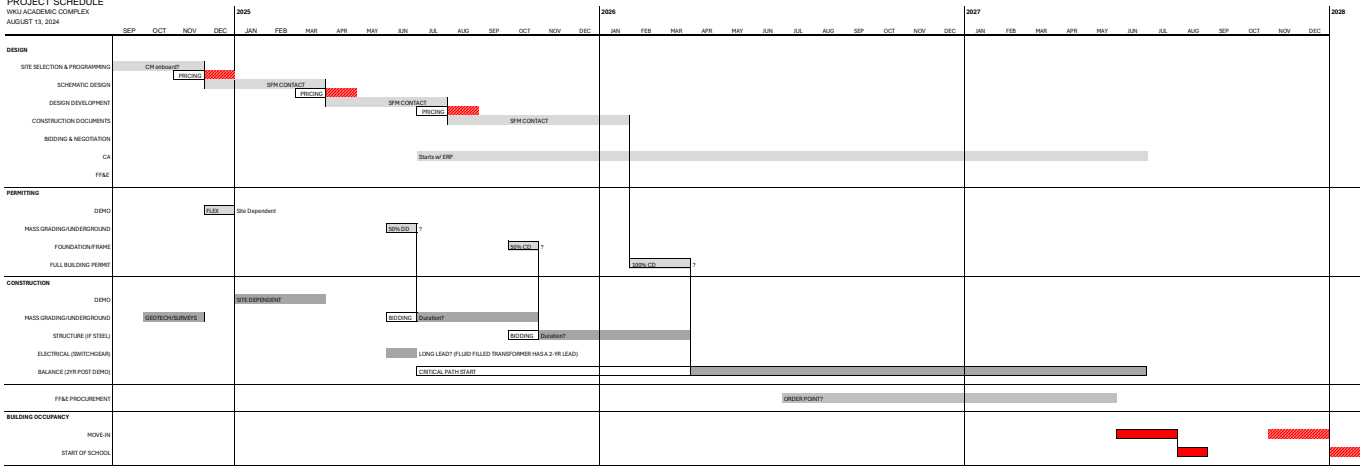 PROJECT SCHEDULE
WKU ACADEMIC COMPLEX
AUGUST 13, 2024
2025 2026 2027 2028
SEP OCT NOV DEC JAN FEB MAR APR MAY JUN JUL AUG SEP OCT NOV DEC JAN FEB MAR APR MAY JUN JUL AUG SEP OCT NOV DEC JAN FEB MAR APR MAY JUN JUL AUG SEP OCT NOV DEC
DESIGN
SITE SELECTION & PROGRAMMING CM onboard?
PRICING
SCHEMATIC DESIGN SFM CONTACT
PRICING
DESIGN DEVELOPMENT SFM CONTACT
PRICING
CONSTRUCTION DOCUMENTS SFM CONTACT
BIDDING & NEGOTIATION
CA Starts w/ ERP
FF&E
PERMITTING
DEMO FLEX Site Dependent
MASS GRADING/UNDERGROUND 50% DD ?
FOUNDATION/FRAME 50% CD ?
FULL BUILDING PERMIT 100% CD ?
CONSTRUCTION
DEMO SITE DEPENDENT
MASS GRADING/UNDERGROUND GEOTECH/SURVEYS BIDDING Duration?
STRUCTURE (IF STEEL) BIDDING Duration?
ELECTRICAL (SWITCHGEAR) LONG LEAD? (FLUID FILLED TRANSFORMER HAS A 2-YR LEAD)
BALANCE (2YR POST DEMO) CRITICAL PATH START
FF&E PROCUREMENT ORDER POINT?
BUILDING OCCUPANCY
MOVE-IN
START OF SCHOOL